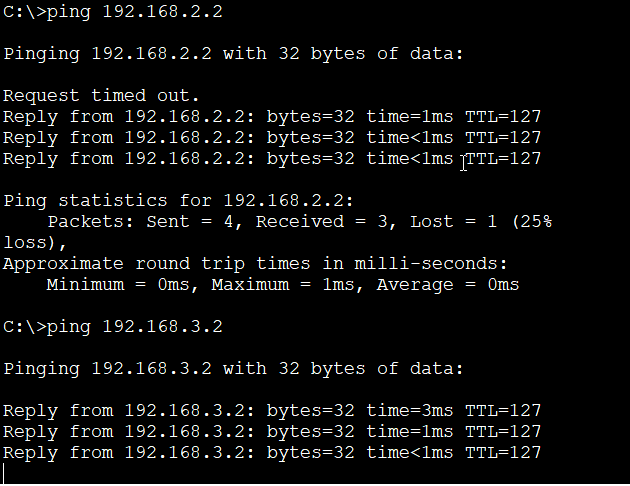 C:\>ping 192.168.2.2
Pinging 192.168.2.2 with 32 bytes of data:
Request timed out.
Reply from 192.168.2.2: bytes=32 time=1ms TTL=127
Reply from 192.168.2.2: bytes=32 time<1ms TTL=127
Reply from 192.168.2.2: bytes=32 time<1ms TTL=127
Ping statistics for 192.168.2.2:
    Packets: Sent = 4, Received = 3, Lost = 1 (25%
loss),
Approximate round trip times in milli-seconds:
    Minimum = 0ms, Maximum = 1ms, Average = 0ms
C:\>ping 192.168.3.2
Pinging 192.168.3.2 with 32 bytes of data:
Reply from 192.168.3.2: bytes=32 time=3ms TTL=127
Reply from 192.168.3.2: bytes=32 time=1ms TTL=127
Reply from 192.168.3.2: bytes=32 time<1ms TTL=127